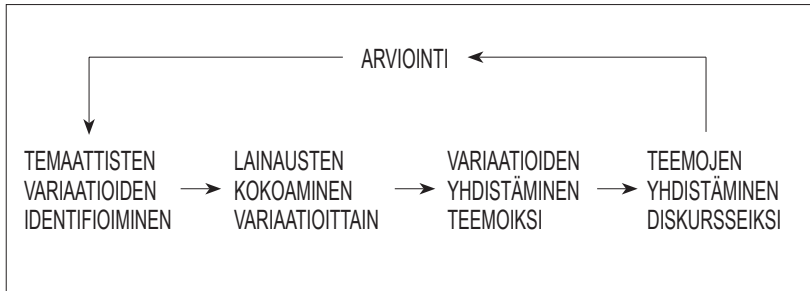 ARVIOINTI
TEMAATTISTEN
VARIAATIOIDEN
IDENTIFIOIMINEN
LAINAUSTEN
KOKOAMINEN
VARIAATIOITTAIN
VARIAATIOIDEN
YHDISTÄMINEN
TEEMOIKSI
TEEMOJEN
YHDISTÄMINEN
DISKURSSEIKSI